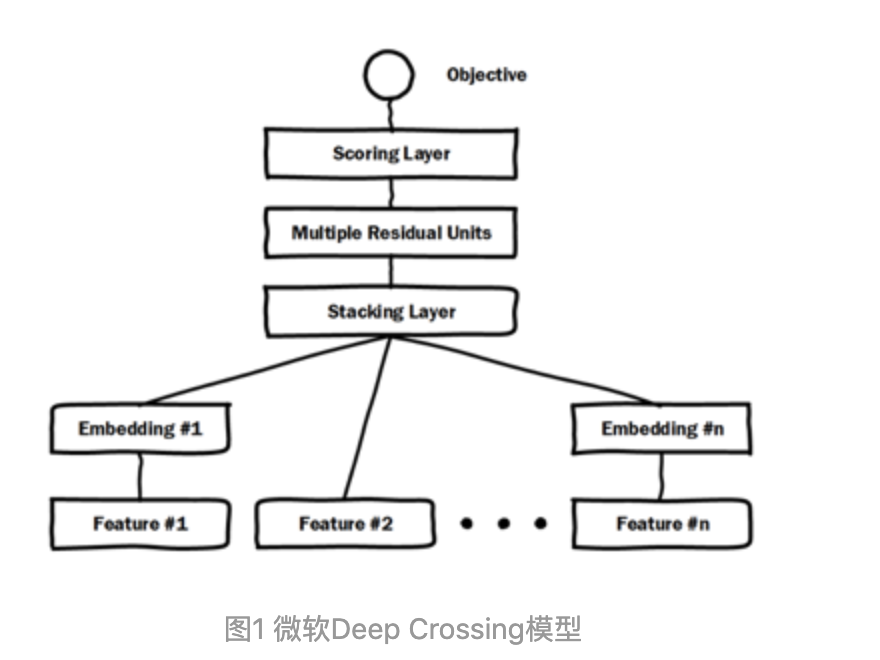 Objective
Scoring Layer
Multiple Residual Units
Stacking Layer
Embedding #1
Embedding #n
Feature #1
Feature #2
Feature #n
图1 微软Deep Crossing模型